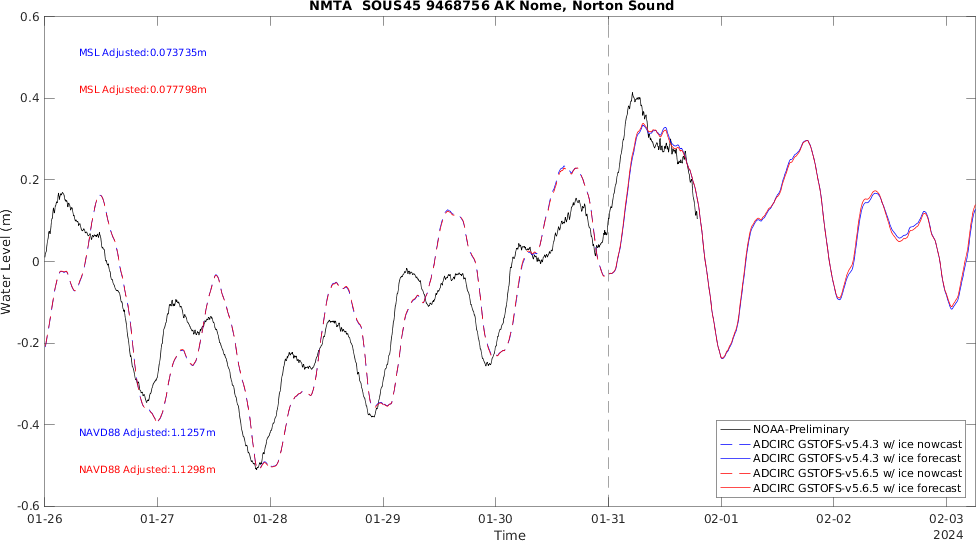 NMTA SOUS45 9468756 AK Nome, Norton Sound
0.6
MSL Adjusted:0.073735m
0.4
MSL Adjusted:0.077798m
0.2
Water Level (m)
0
-0.2
-0.4
NAVD88 Adjusted:1.1257m
NAVD88 Adjusted:1.1298m
-0.6
NOAA-Preliminary
ADCIRC GSTOFS-v5.4.3 w/ ice nowcast
ADCIRC GSTOFS-v5.4.3 w/ ice forecast
ADCIRC GSTOFS-v5.6.5 w/ ice nowcast
ADCIRC GSTOFS-v5.6.5 w/ ice forecast
01-26 01-27 01-28 01-29 01-30 01-31 02-01 02-02 02-03
Time
2024